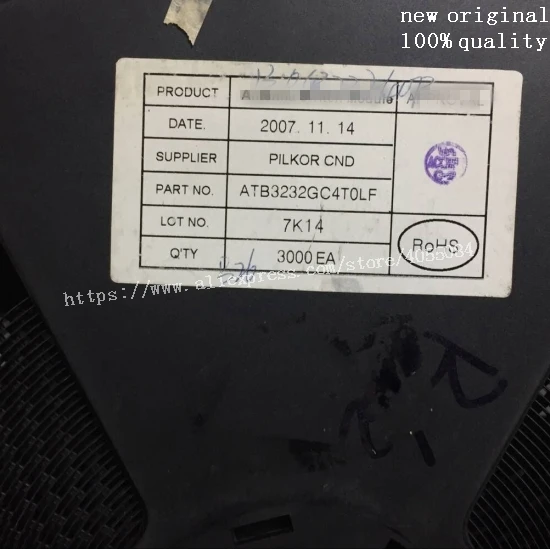 new original
100% quality
PRODUCT
DATE. 2007. 11. 14
SUPPLIER PILKOR CND
PART NO. ATB3232GC4T0LF
LOT NO. 7K14
Q'TY 3000 EA
RoHS
https://www.aliexpress.com/store/4055084